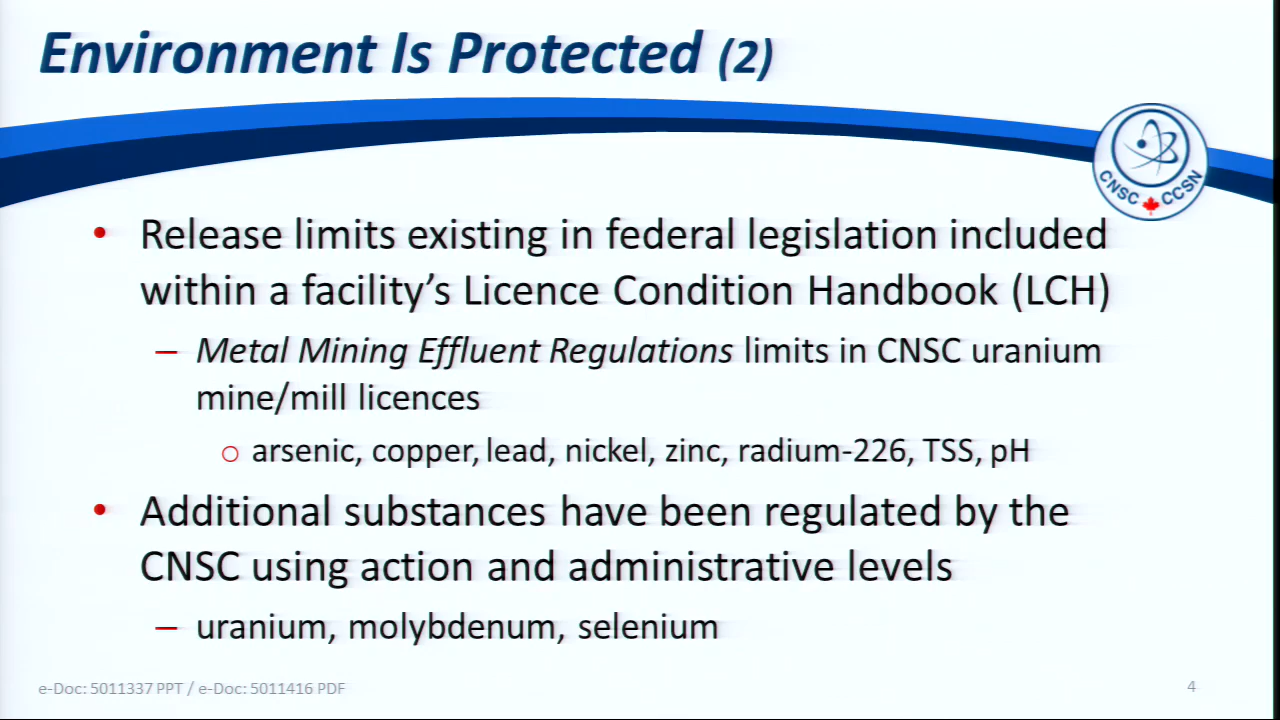 Environment Is Protected (2)
CNSC CCSN
• Release limits existing in federal legislation included
within a facility’s Licence Condition Handbook (LCH)
– Metal Mining Effluent Regulations limits in CNSC uranium
mine/mill licences
o arsenic, copper, lead, nickel, zinc, radium-226, TSS, pH
• Additional substances have been regulated by the
CNSC using action and administrative levels
– uranium, molybdenum, selenium
e-Doc: 5011337 PPT / e-Doc: 5011416 PDF
4